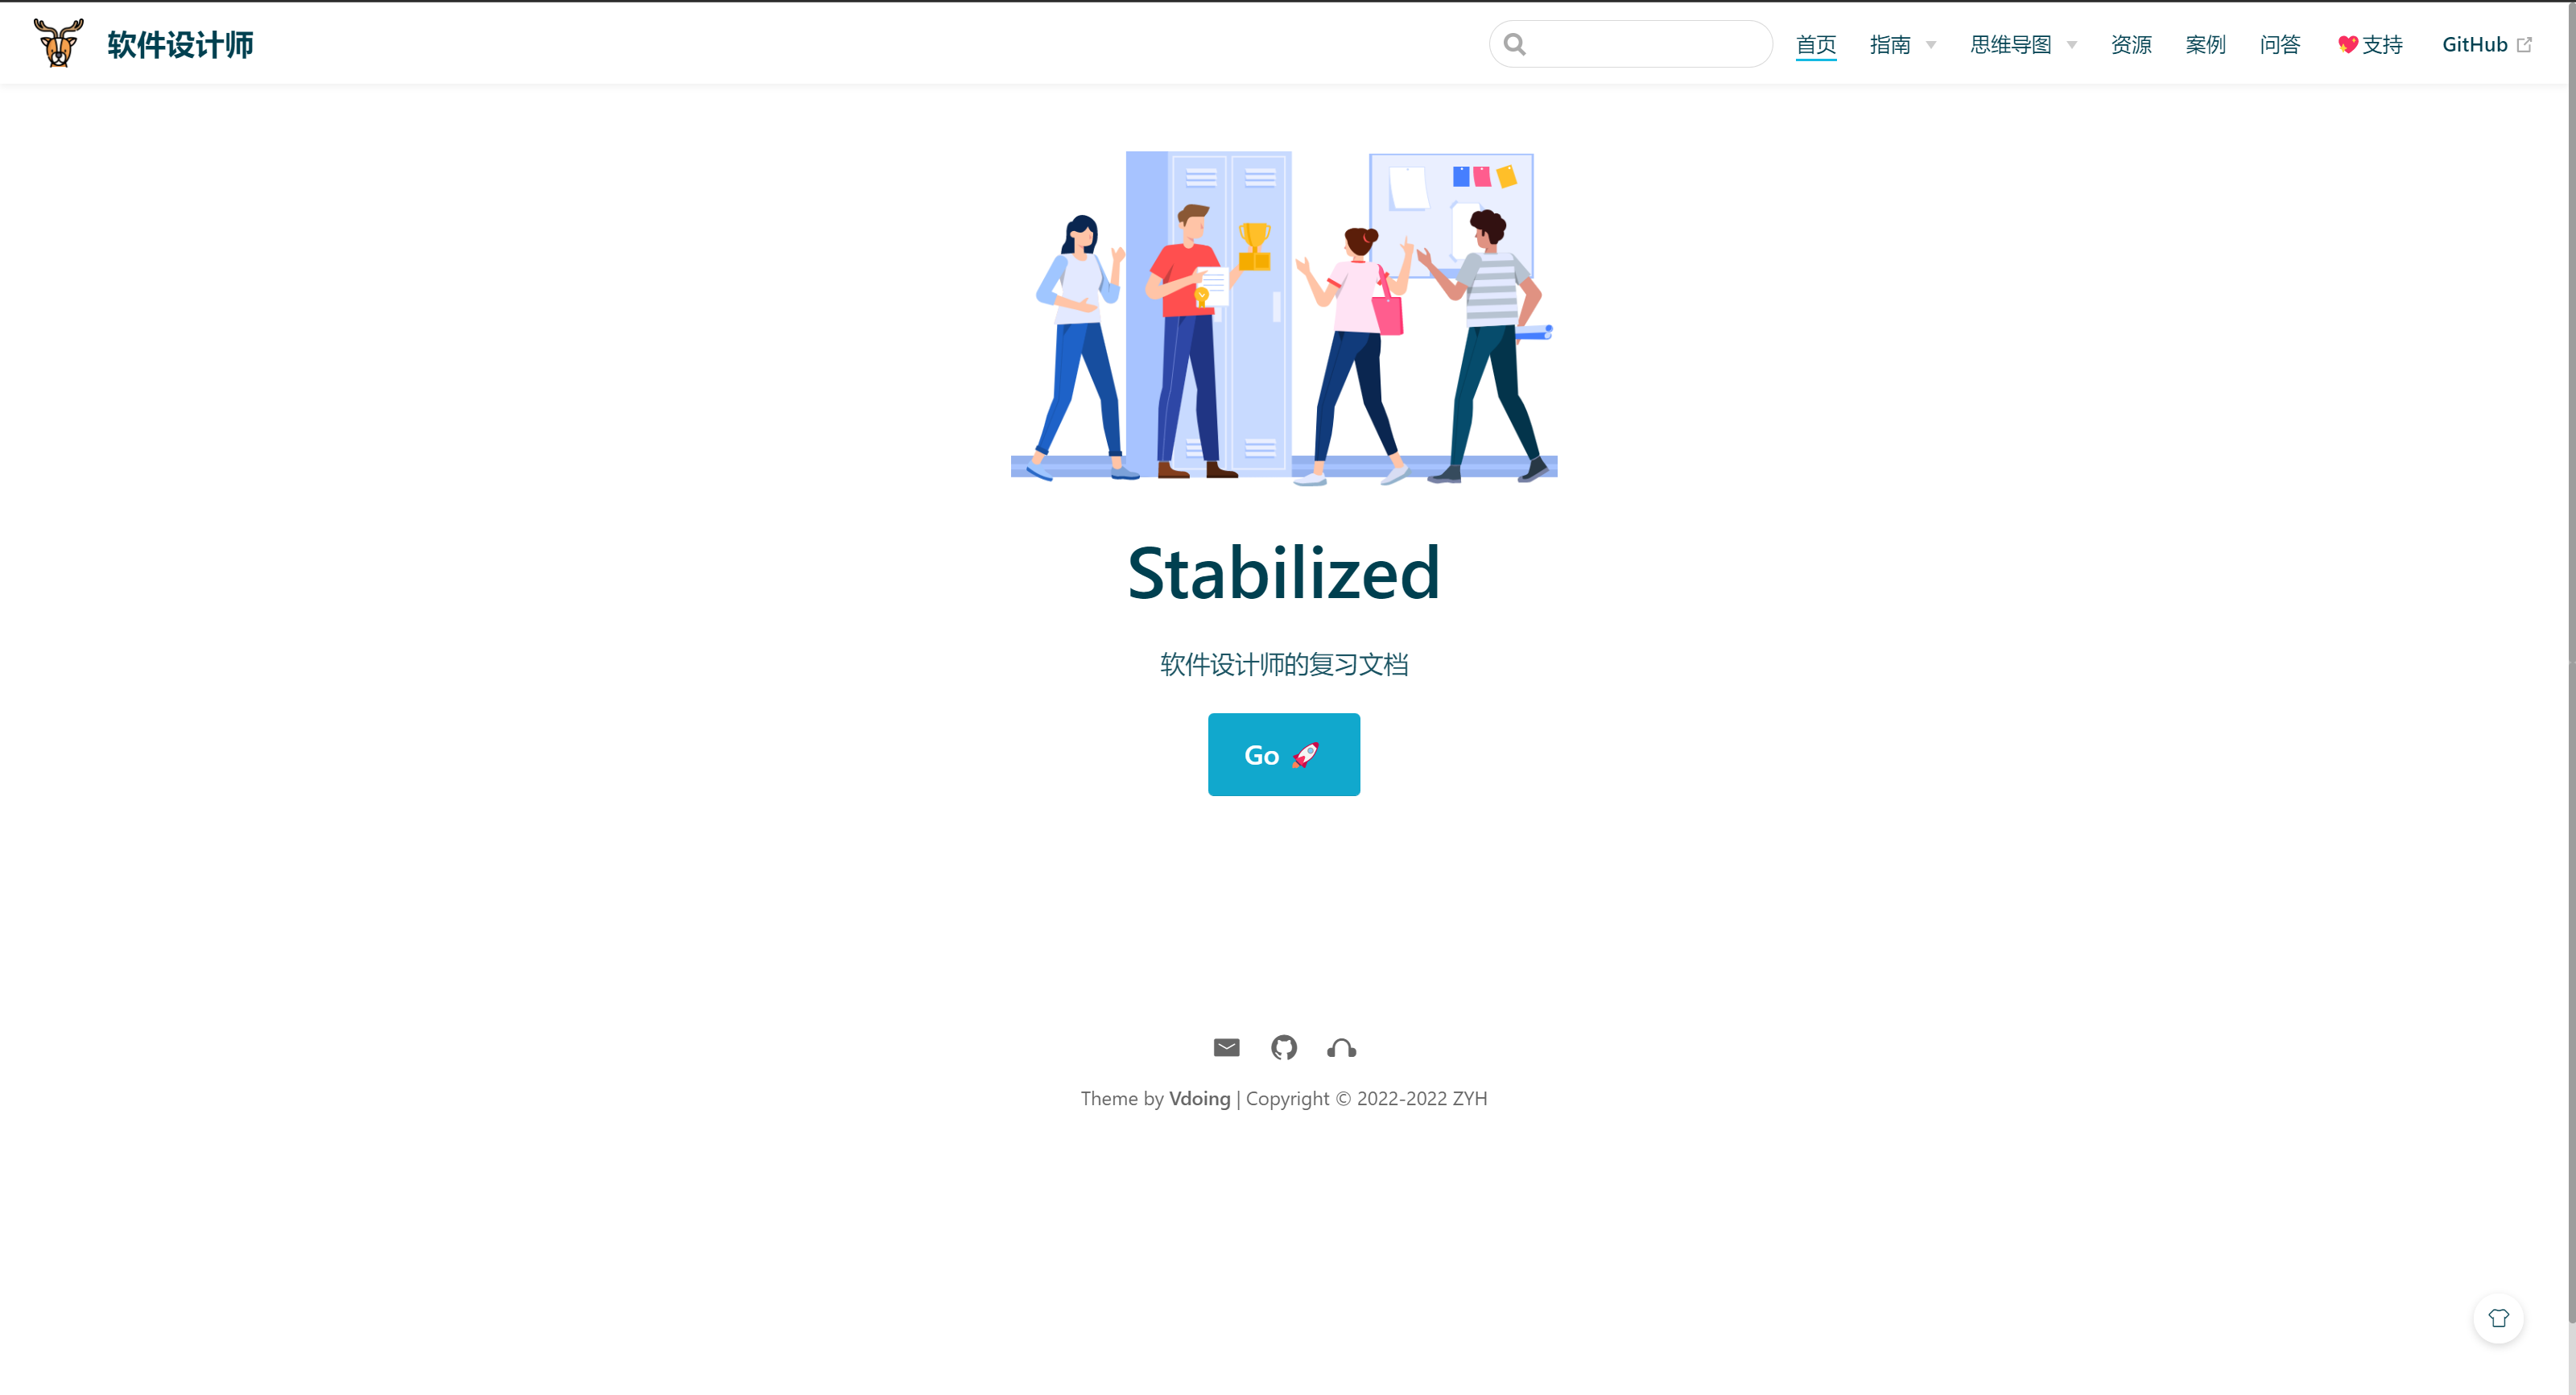 软件设计师
首页 指南 思维导图 资源 案例 问答 💖支持 GitHub
Stabilized
软件设计师的复习文档
Go 🚀
Theme by Vdoing | Copyright © 2022-2022 ZYH